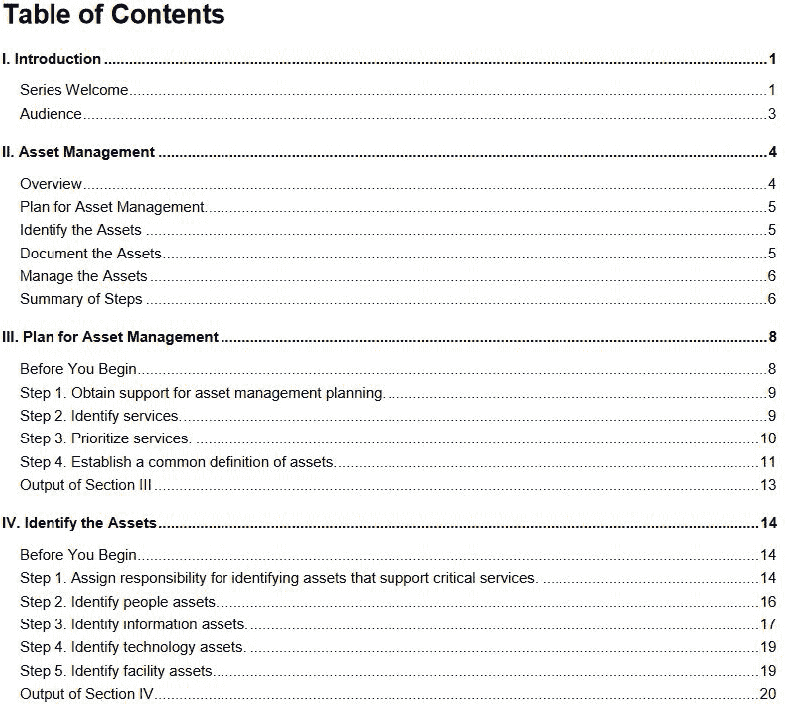 Table of Contents
I. Introduction ........ 1
Series Welcome ........ 1
Audience ........ 3
II. Asset Management ........ 4
Overview ........ 4
Plan for Asset Management ........ 5
Identify the Assets ........ 5
Document the Assets ........ 5
Manage the Assets ........ 6
Summary of Steps ........ 6
III. Plan for Asset Management ........ 8
Before You Begin ........ 8
Step 1. Obtain support for asset management planning. ........ 9
Step 2. Identify services. ........ 9
Step 3. Prioritize services. ........ 10
Step 4. Establish a common definition of assets. ........ 11
Output of Section III ........ 13
IV. Identify the Assets ........ 14
Before You Begin ........ 14
Step 1. Assign responsibility for identifying assets that support critical services. ........ 14
Step 2. Identify people assets. ........ 16
Step 3. Identify information assets. ........ 17
Step 4. Identify technology assets. ........ 19
Step 5. Identify facility assets. ........ 19
Output of Section IV ........ 20